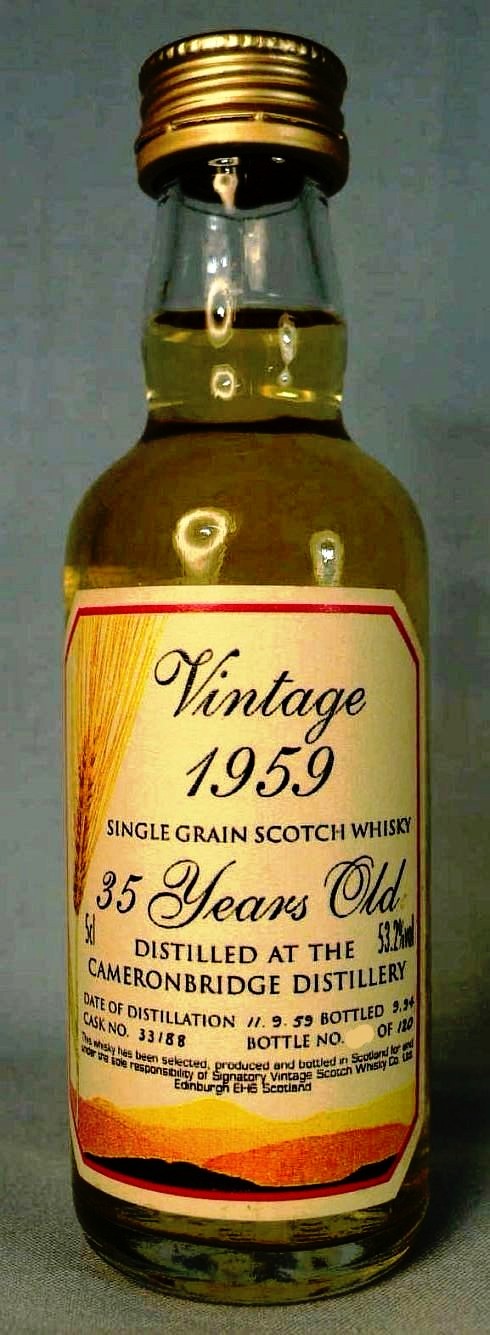 Vintage
1959
SINGLE GRAIN SCOTCH WHISKY
35 Years Old
5cl
53.2%vol
DISTILLED AT THE
CAMERONBRIDGE DISTILLERY
DATE OF DISTILLATION 11. 9. 59 BOTTLED 9.94
CASK NO. 33188 BOTTLE NO. OF 120
This whisky has been selected, produced and bottled in Scotland for and
under the sole responsibility of Signatory Vintage Scotch Whisky Co. Ltd.
Edinburgh EH6 Scotland